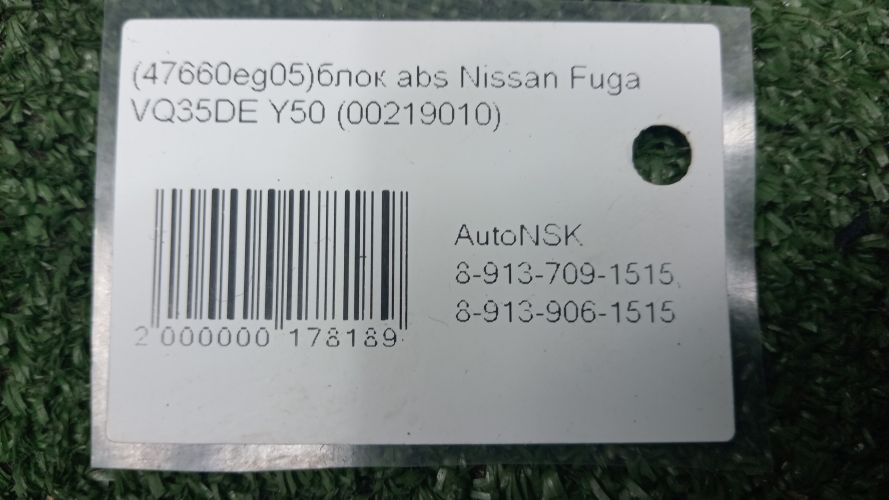 (47660eg05)блок abs Nissan Fuga
VQ35DE Y50 (00219010)
AutoNSK
8-913-709-1515
8-913-906-1515
2 000000 178189